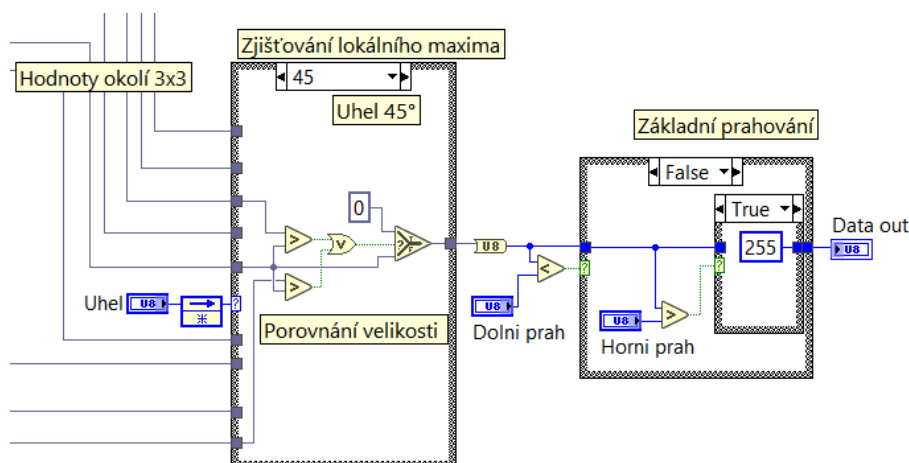 Zjišťování lokálního maxima
Hodnoty okolí 3x3
45
Uhel 45°
Základní prahování
False
True
0
>
v
?
T
F
U8
255
Data out
U8
<
?
?
>
Uhel
U8
?
U8
Dolni prah
U8
>
Horni prah
Porovnání velikosti